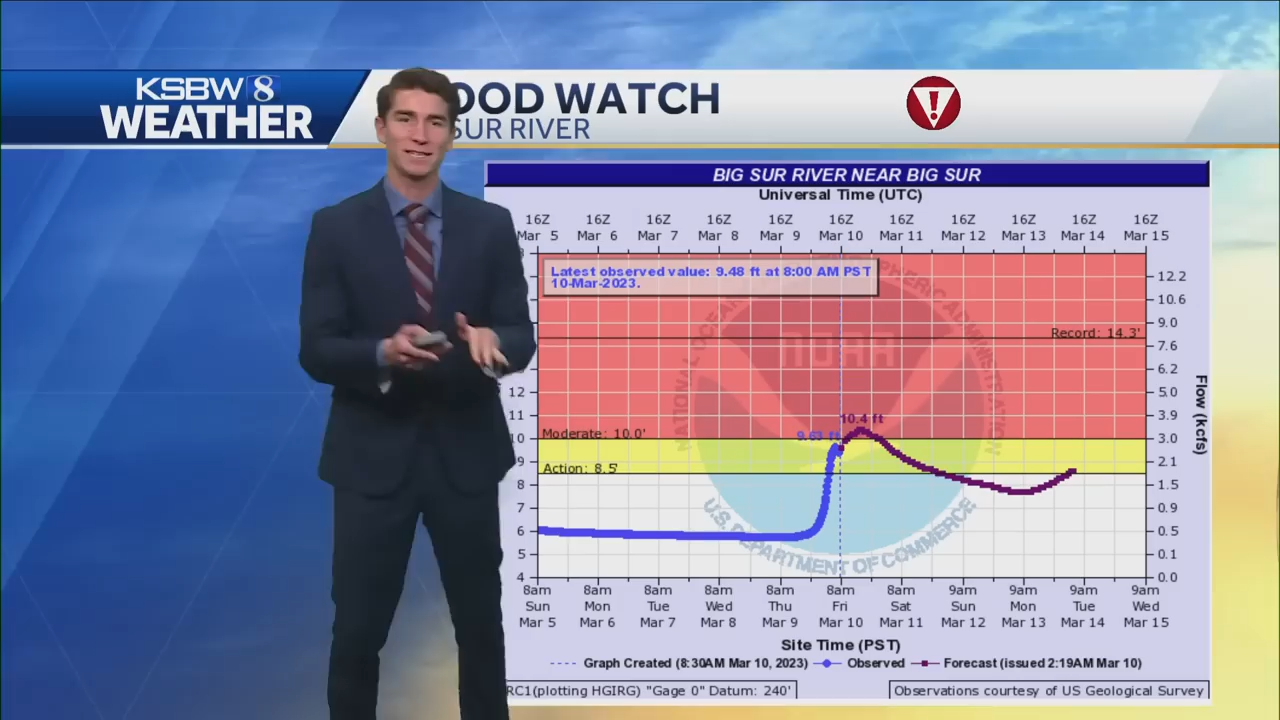 KSBW 8
WEATHER
OOD WATCH
SUR RIVER
BIG SUR RIVER NEAR BIG SUR
Universal Time (UTC)
16Z 16Z 16Z 16Z 16Z 16Z 16Z 16Z 16Z 16Z 16Z
Mar 5 Mar 6 Mar 7 Mar 8 Mar 9 Mar 10 Mar 11 Mar 12 Mar 13 Mar 14 Mar 15
Latest observed value: 9.48 ft at 8:00 AM PST
10-Mar-2023.
12.2
10.6
9.0
Record: 14.3'
7.6
6.2
12 5.0
11 3.9
10.4 ft
Moderate: 10.0'
10 3.0
9 2.1
Action: 8.5'
8 1.5
7 0.9
6 0.5
5 0.1
4 0.0
Flow (kcfs)
NOAA
U.S. DEPARTMENT OF COMMERCE
8am 8am 8am 8am 8am 8am 8am 9am 9am 9am 9am
Sun Mon Tue Wed Thu Fri Sat Sun Mon Tue Wed
Mar 5 Mar 6 Mar 7 Mar 8 Mar 9 Mar 10 Mar 11 Mar 12 Mar 13 Mar 14 Mar 15
Site Time (PST)
Graph Created (8:30AM Mar 10, 2023) Observed Forecast (issued 2:19AM Mar 10)
RC1(plotting HGIRG) "Gage 0" Datum: 240'
Observations courtesy of US Geological Survey